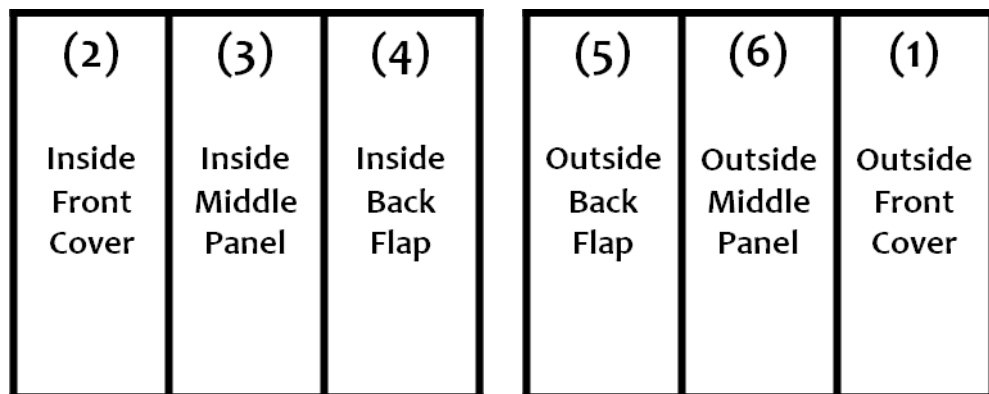 (2)
Inside
Front
Cover
(3)
Inside
Middle
Panel
(4)
Inside
Back
Flap
(5)
Outside
Back
Flap
(6)
Outside
Middle
Panel
(1)
Outside
Front
Cover